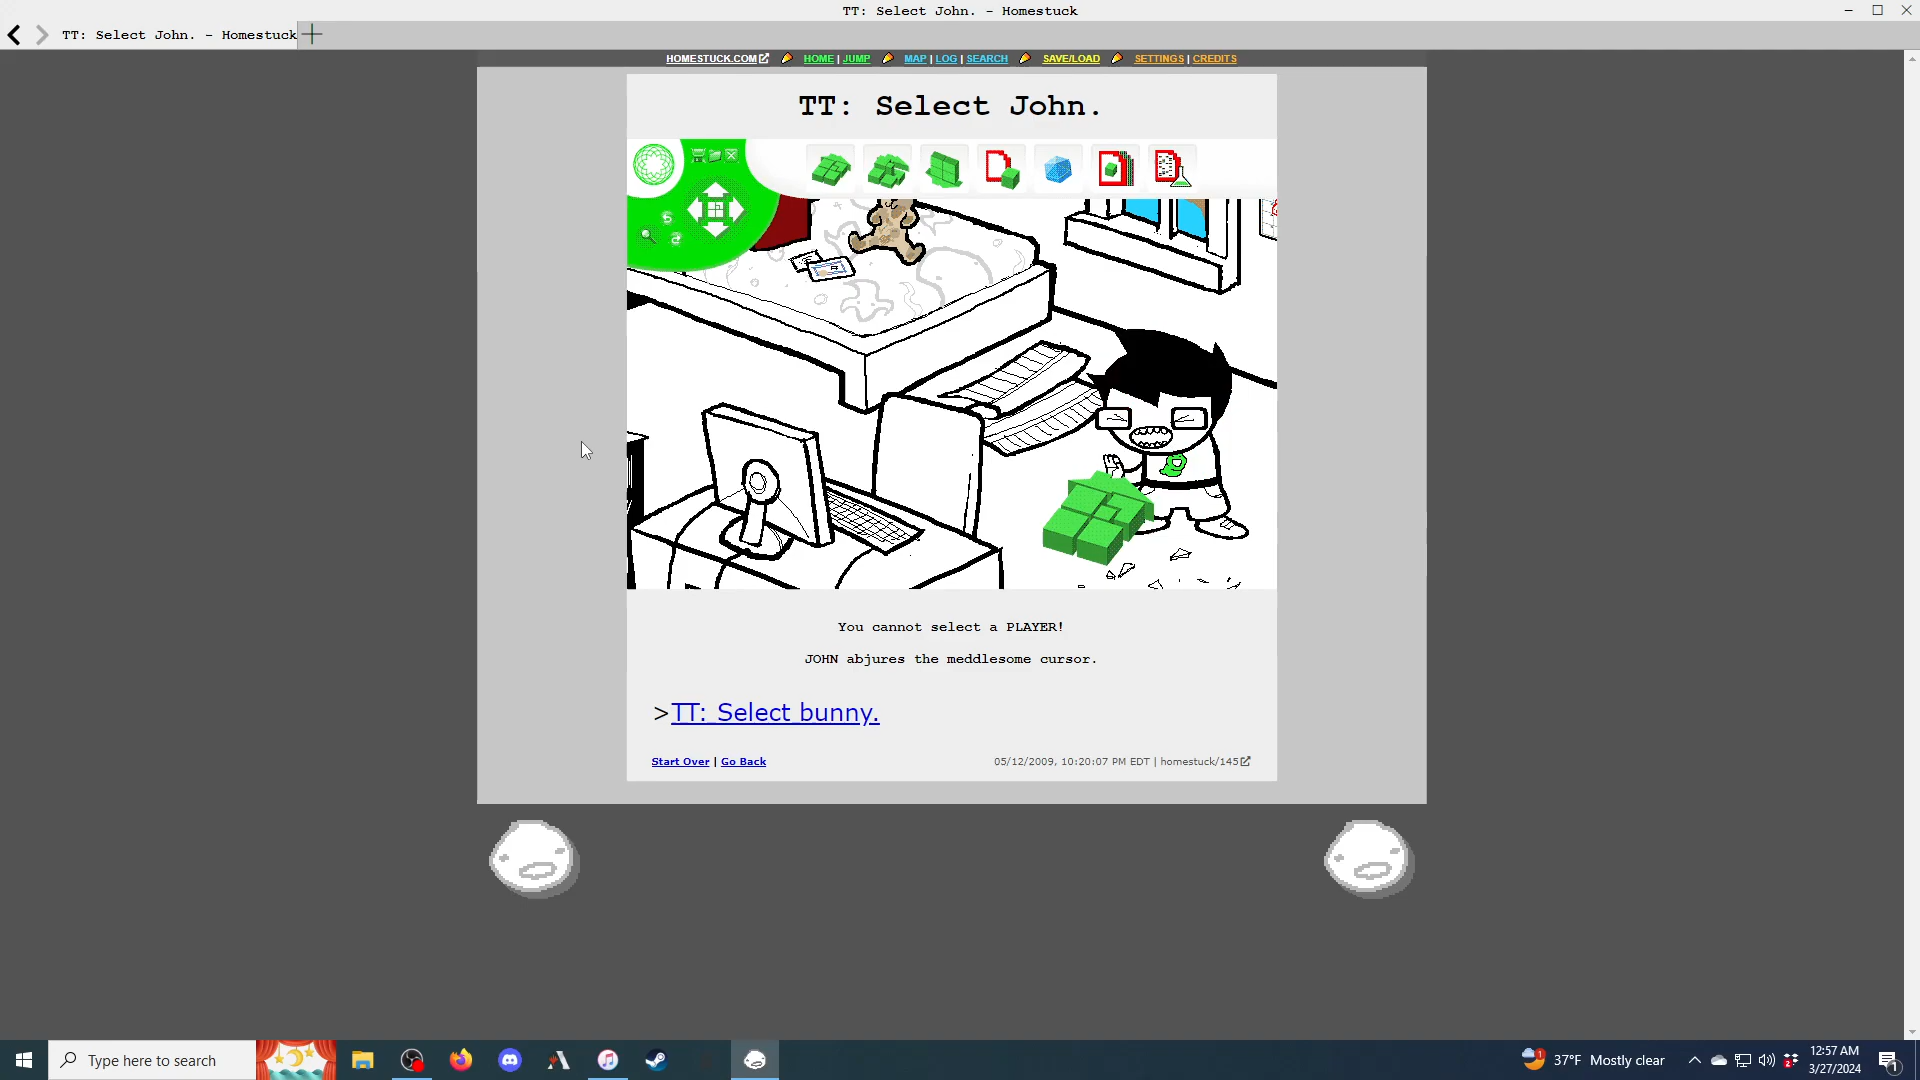 TT: Select John. - Homestuck
TT: Select John. - Homestuck
HOMESTUCK.COM HOME | JUMP MAP | LOG | SEARCH SAVE/LOAD SETTINGS | CREDITS
TT: Select John.
You cannot select a PLAYER!
JOHN abjures the meddlesome cursor.
>TT: Select bunny.
Start Over | Go Back 05/12/2009, 10:20:07 PM EDT | homestuck/145
Type here to search 37°F Mostly clear 12:57 AM
3/27/2024